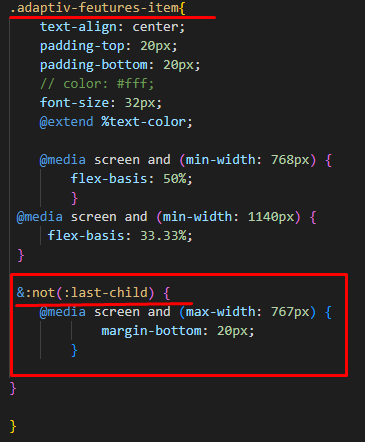 .adaptiv-feutures-item{
text-align: center;
padding-top: 20px;
padding-bottom: 20px;
// color: #fff;
font-size: 32px;
@extend %text-color;
@media screen and (min-width: 768px) {
flex-basis: 50%;
}
@media screen and (min-width: 1140px) {
flex-basis: 33.33%;
}
&:not(:last-child) {
@media screen and (max-width: 767px) {
margin-bottom: 20px;
}
}
}